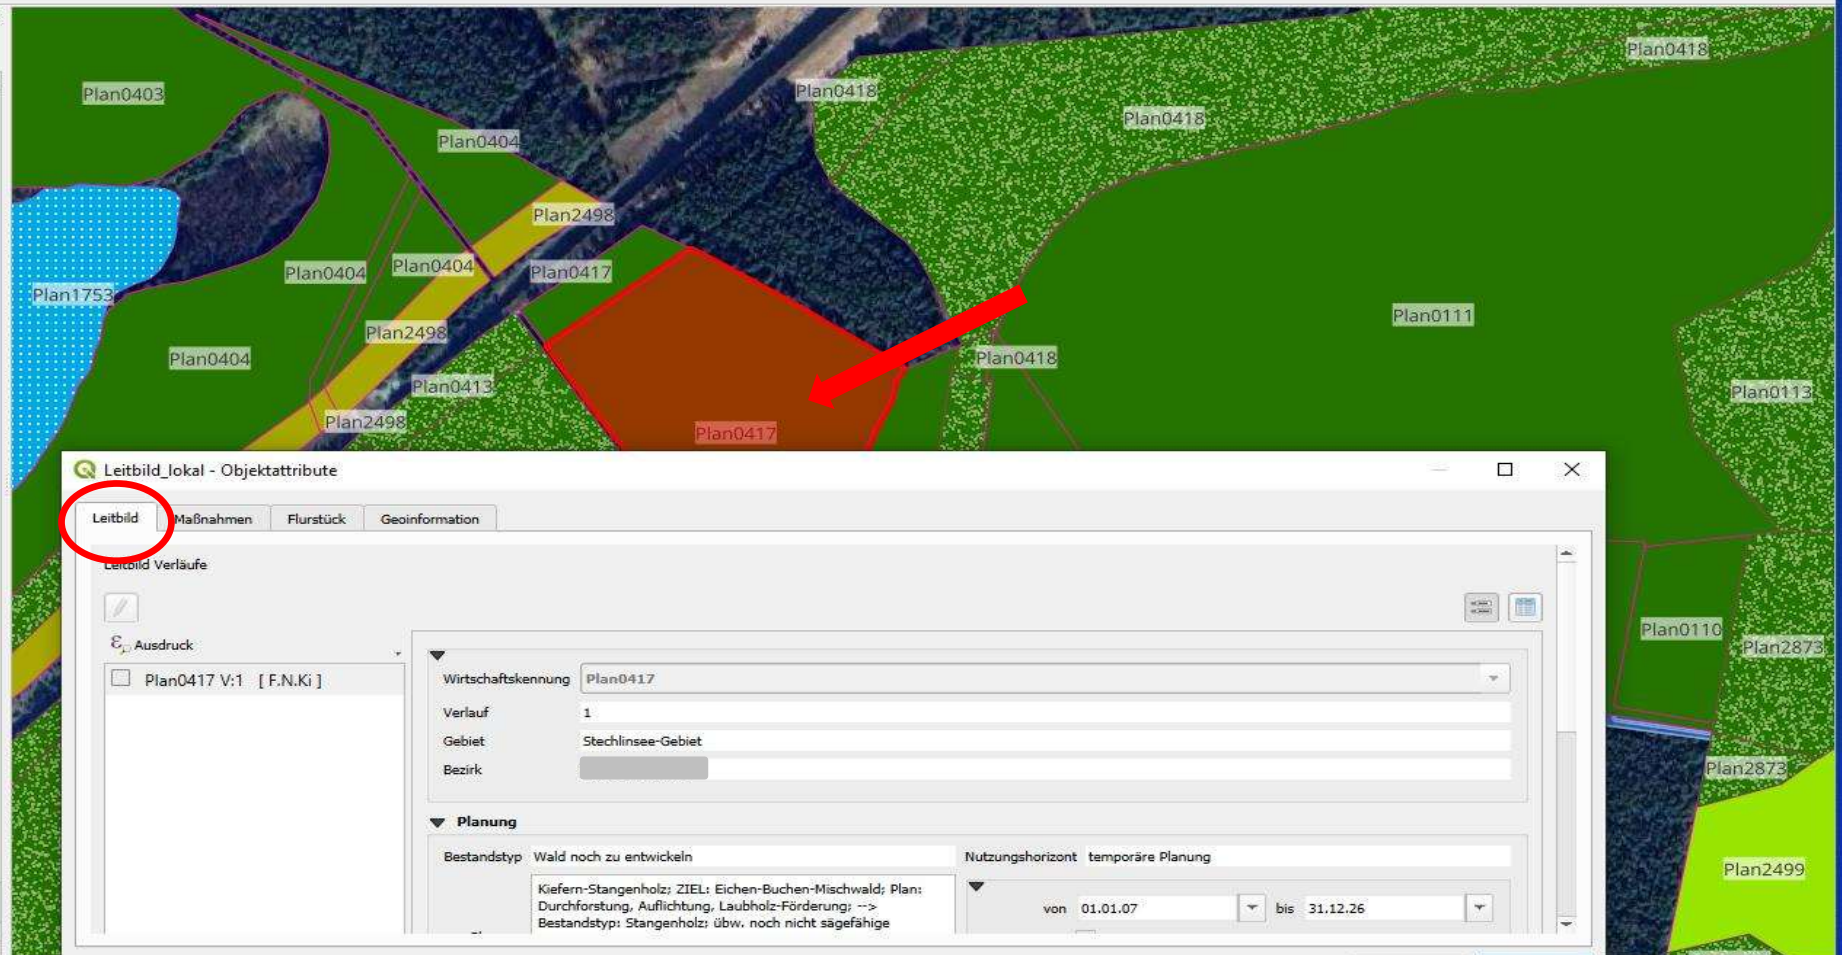 Plan0418
Plan0403
Plan0418
Plan0418
Plan0404
Plan2498
Plan0404
Plan0404
Plan0417
Plan1753
Plan0111
Plan2498
Plan0404
Plan0418
Plan0413
Plan0113
Plan2498
Plan0417
Leitbild_lokal - Objektattribute
Leitbild Maßnahmen Flurstück Geoinformation
Leitbild Verläufe
Ausdruck
Plan0417 V:1 [ F.N.Ki ]
Wirtschaftskennung Plan0417
Verlauf 1
Gebiet Stechlinsee-Gebiet
Bezirk
Planung
Bestandstyp Wald noch zu entwickeln
Nutzungshorizont temporäre Planung
Kiefern-Stangenholz; ZIEL: Eichen-Buchen-Mischwald; Plan:
Durchforstung, Auflichtung, Laubholz-Förderung; -->
Bestandstyp: Stangenholz; übw. noch nicht sägefähige
von 01.01.07 bis 31.12.26
Plan0110
Plan2873
Plan2873
Plan2499